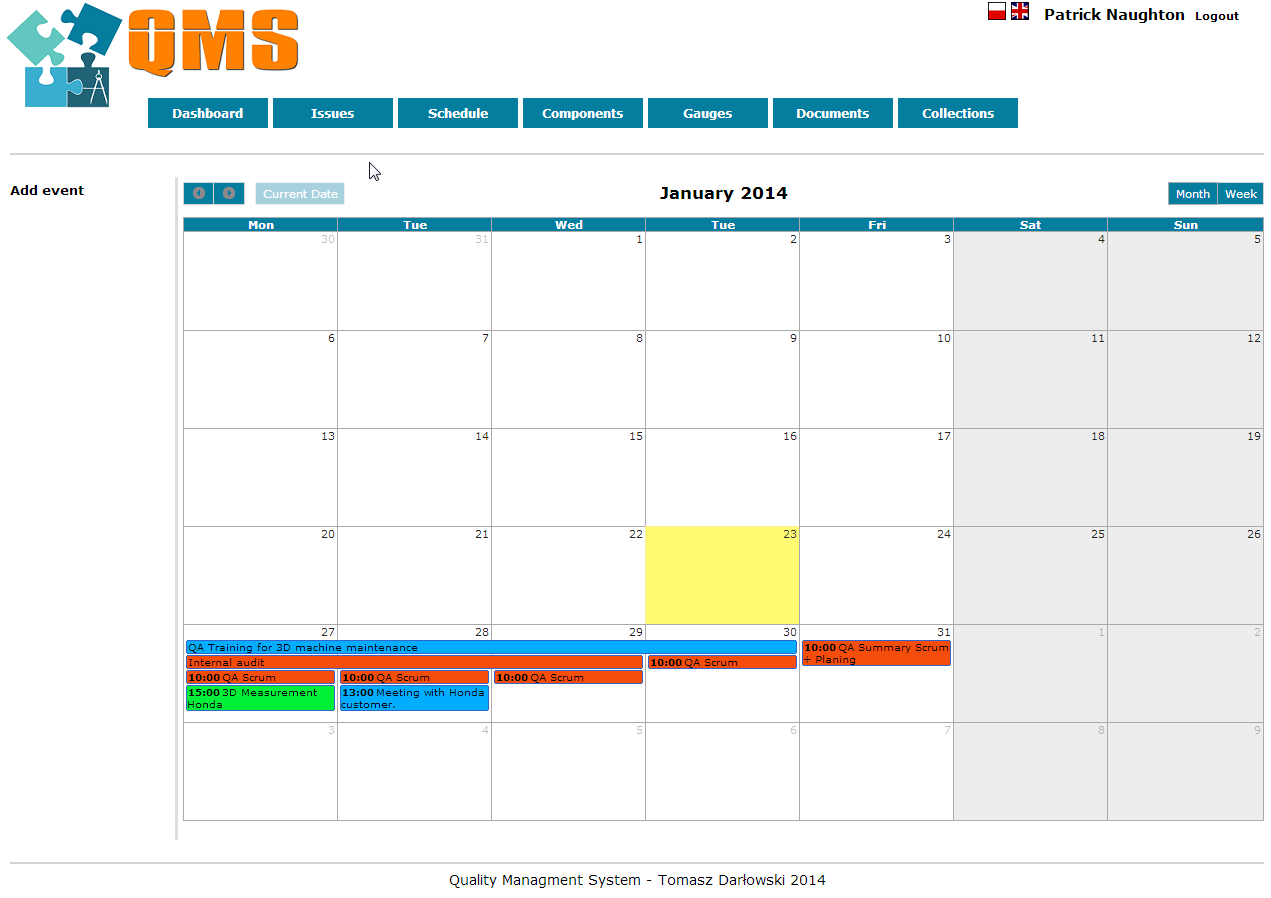 QMS
Patrick Naughton Logout
Dashboard Issues Schedule Components Gauges Documents Collections
Add event
Current Date January 2014 Month Week
Mon Tue Wed Tue Fri Sat Sun
30 31 1 2 3 4 5
6 7 8 9 10 11 12
13 14 15 16 17 18 19
20 21 22 23 24 25 26
27 28 29 30 31 1 2
QA Training for 3D machine maintenance
10:00 QA Summary Scrum
+ Planing
Internal audit
10:00 QA Scrum
10:00 QA Scrum
10:00 QA Scrum
10:00 QA Scrum
15:00 3D Measurement
Honda
13:00 Meeting with Honda
customer.
3 4 5 6 7 8 9
Quality Managment System - Tomasz Darłowski 2014